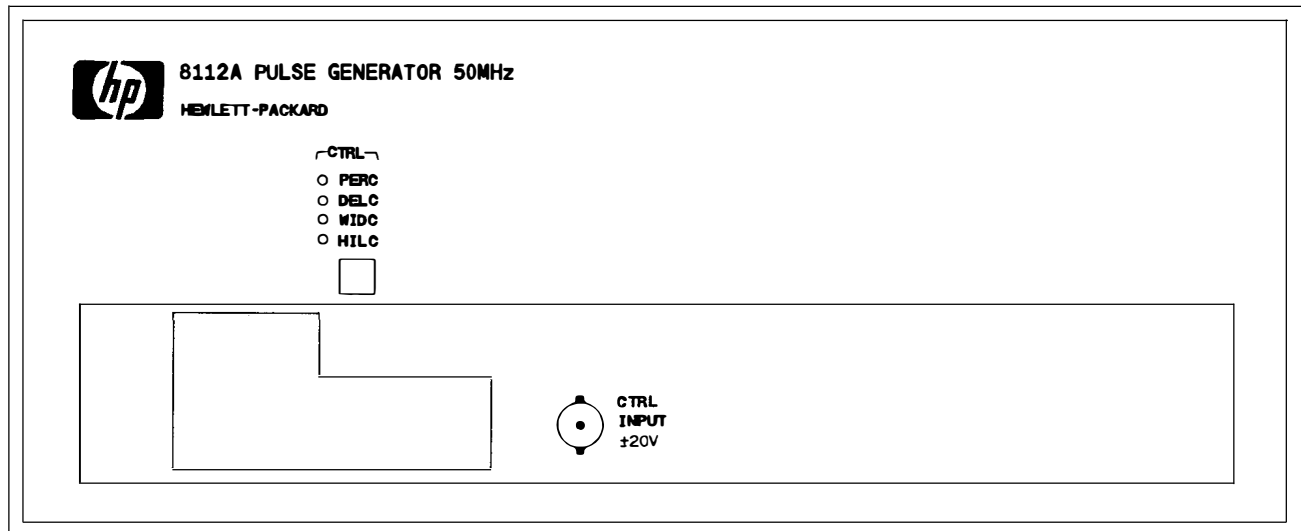 hp
8112A PULSE GENERATOR 50MHz
HEWLETT-PACKARD
CTRL
PERC
DELC
WIDC
HILC
CTRL
INPUT
±20V